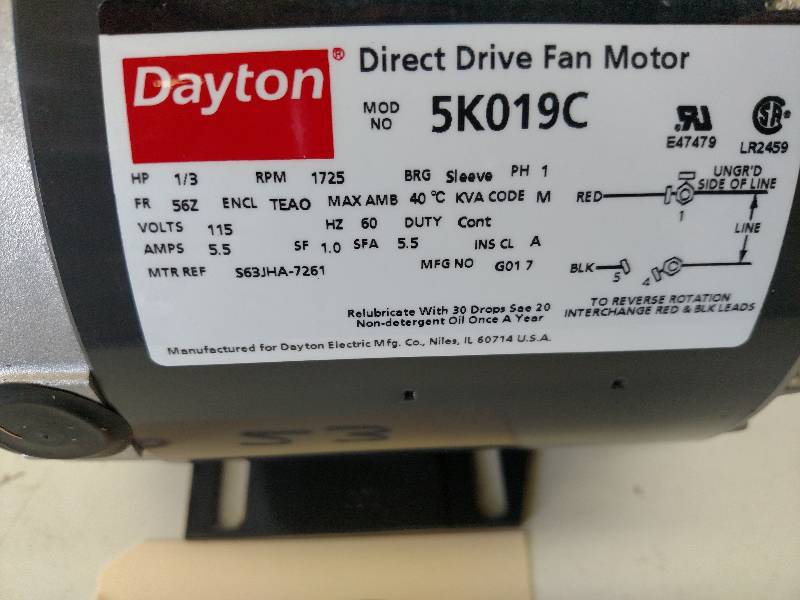 Dayton® Direct Drive Fan Motor
MOD NO 5K019C
E47479 LR2459
HP 1/3 RPM 1725 BRG Sleeve PH 1
FR 56Z ENCL TEAO MAX AMB 40 °C KVA CODE M
VOLTS 115 HZ 60 DUTY Cont
AMPS 5.5 SF 1.0 SFA 5.5 INS CL A
MTR REF S63JHA-7261 MFG NO G01 7
UNGR'D
SIDE OF LINE
RED
1
LINE
BLK
5 4
TO REVERSE ROTATION
INTERCHANGE RED & BLK LEADS
Relubricate With 30 Drops Sae 20
Non-detergent Oil Once A Year
Manufactured for Dayton Electric Mfg. Co., Niles, IL 60714 U.S.A.
53